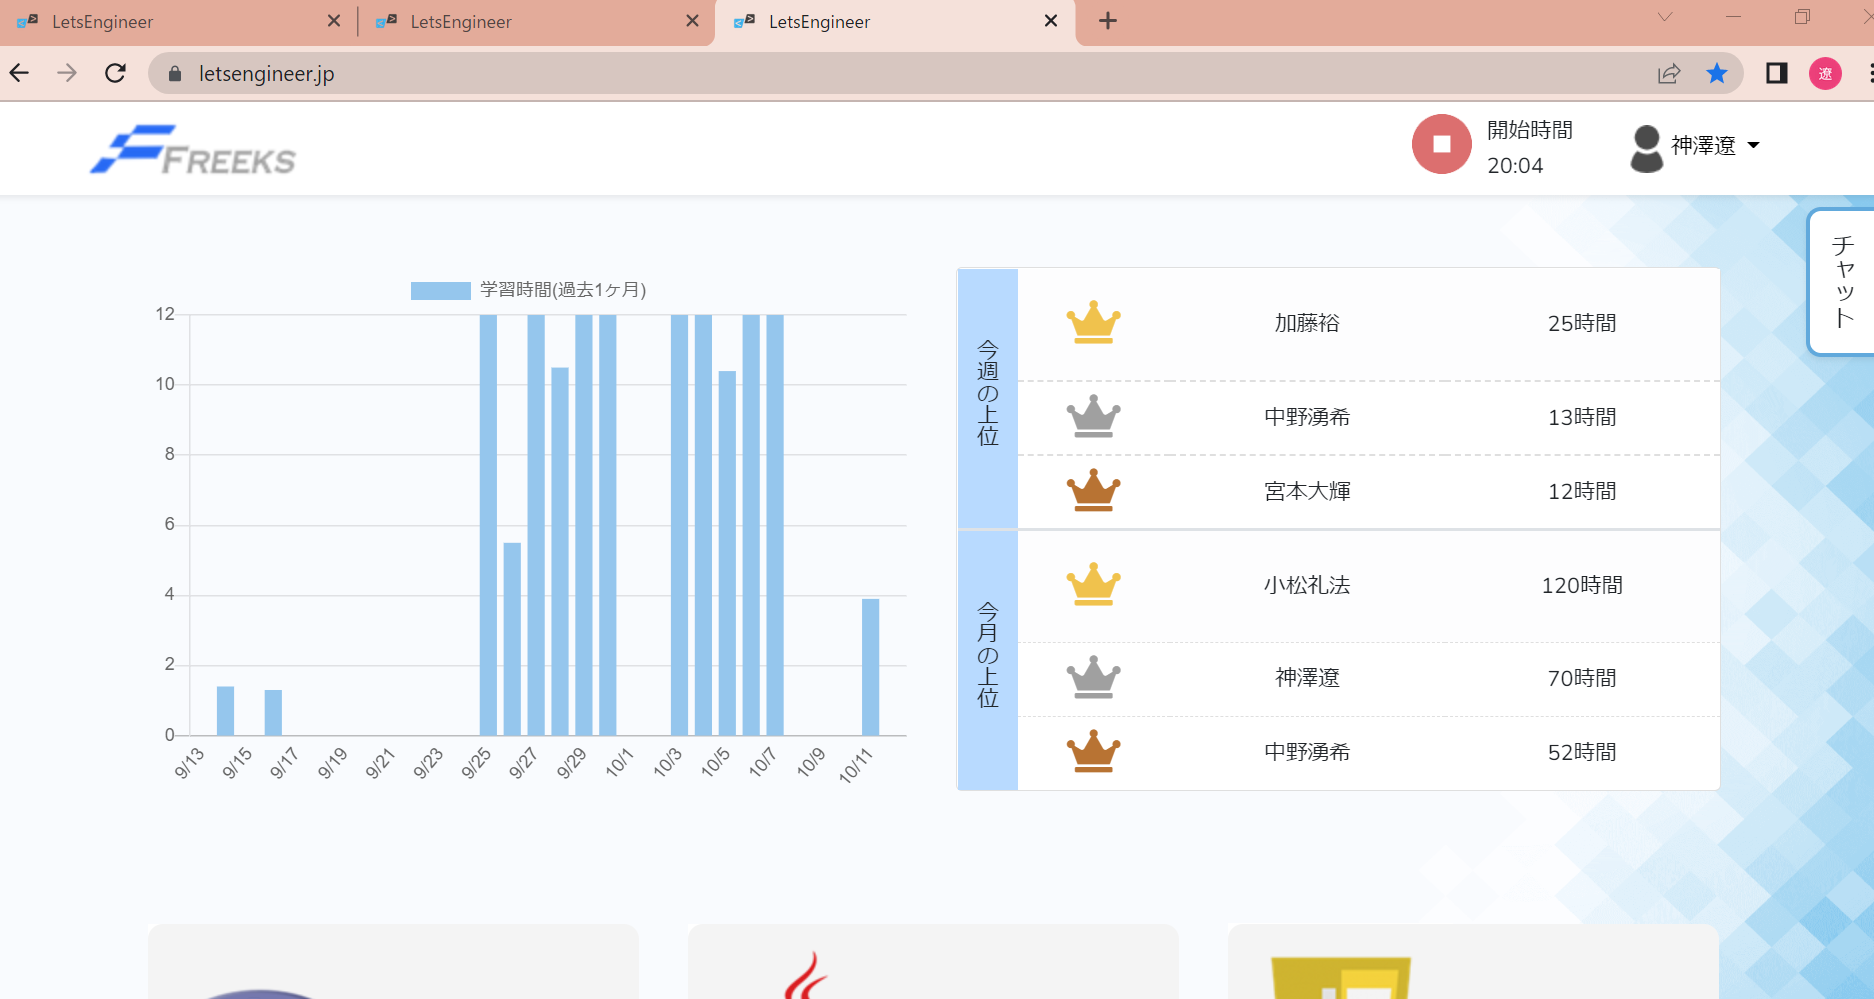 LetsEngineer
LetsEngineer
LetsEngineer
letsengineer.jp
遼
FREEKS
開始時間
20:04
神澤遼
チャット
学習時間(過去1ヶ月)
12
10
8
6
4
2
0
9/13
9/15
9/17
9/19
9/21
9/23
9/25
9/27
9/29
10/1
10/3
10/5
10/7
10/9
10/11
今週の上位
加藤裕 25時間
中野湧希 13時間
宮本大輝 12時間
今月の上位
小松礼法 120時間
神澤遼 70時間
中野湧希 52時間